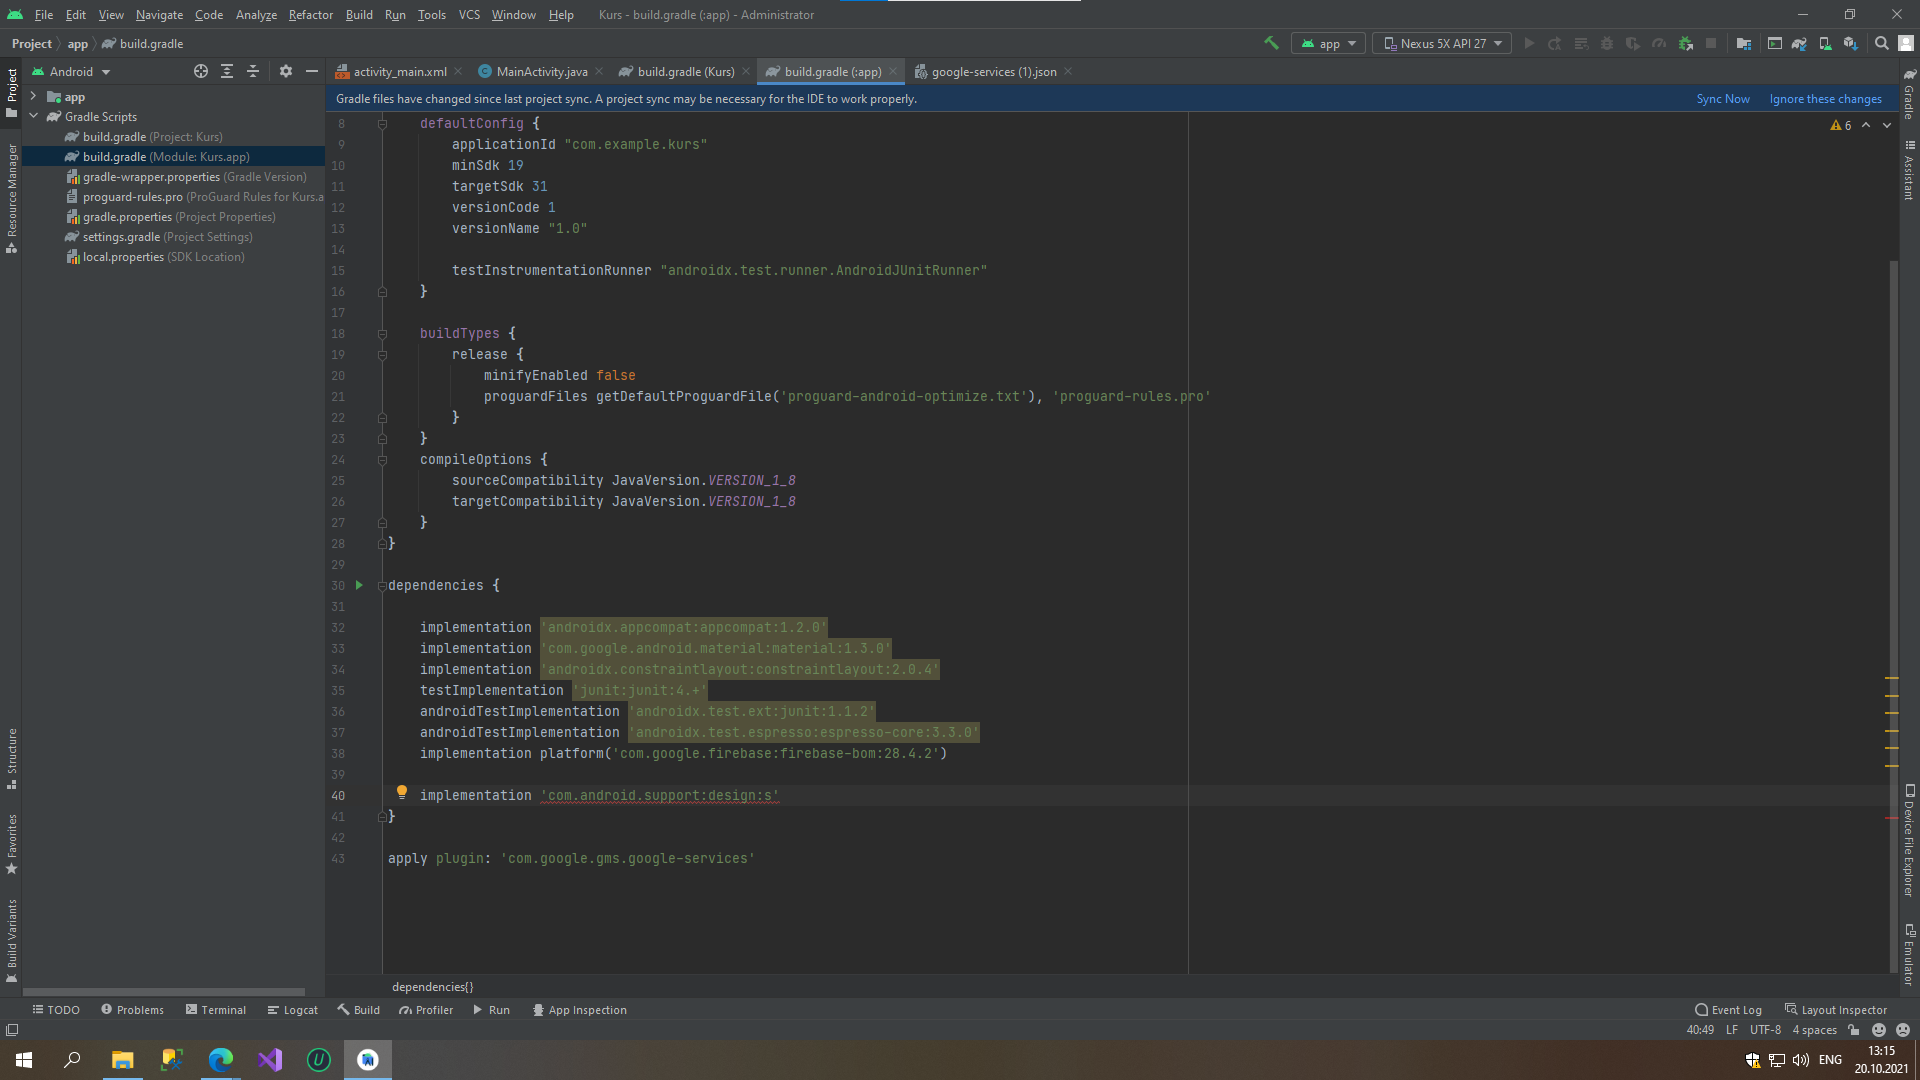 File Edit View Navigate Code Analyze Refactor Build Run Tools VCS Window Help Kurs - build.gradle (:app) - Administrator
Project app build.gradle app Nexus 5X API 27
Android activity_main.xml MainActivity.java build.gradle (Kurs) build.gradle (:app) google-services (1).json
Gradle files have changed since last project sync. A project sync may be necessary for the IDE to work properly. Sync Now Ignore these changes
app
Gradle Scripts
build.gradle (Project: Kurs)
build.gradle (Module: Kurs.app)
gradle-wrapper.properties (Gradle Version)
proguard-rules.pro (ProGuard Rules for Kurs.a
gradle.properties (Project Properties)
settings.gradle (Project Settings)
local.properties (SDK Location)
Project
Resource Manager
Structure
Favorites
Build Variants
6
8 defaultConfig {
9 applicationId "com.example.kurs"
10 minSdk 19
11 targetSdk 31
12 versionCode 1
13 versionName "1.0"
14
15 testInstrumentationRunner "androidx.test.runner.AndroidJUnitRunner"
16 }
17
18 buildTypes {
19 release {
20 minifyEnabled false
21 proguardFiles getDefaultProguardFile('proguard-android-optimize.txt'), 'proguard-rules.pro'
22 }
23 }
24 compileOptions {
25 sourceCompatibility JavaVersion.VERSION_1_8
26 targetCompatibility JavaVersion.VERSION_1_8
27 }
28 }
29
30 dependencies {
31
32 implementation 'androidx.appcompat:appcompat:1.2.0'
33 implementation 'com.google.android.material:material:1.3.0'
34 implementation 'androidx.constraintlayout:constraintlayout:2.0.4'
35 testImplementation 'junit:junit:4.+'
36 androidTestImplementation 'androidx.test.ext:junit:1.1.2'
37 androidTestImplementation 'androidx.test.espresso:espresso-core:3.3.0'
38 implementation platform('com.google.firebase:firebase-bom:28.4.2')
39
40 implementation 'com.android.support:design:s'
41 }
42
43 apply plugin: 'com.google.gms.google-services'
Gradle
Assistant
Device File Explorer
Emulator
dependencies{}
TODO Problems Terminal Logcat Build Profiler Run App Inspection Event Log Layout Inspector
40:49 LF UTF-8 4 spaces
ENG 13:15
20.10.2021